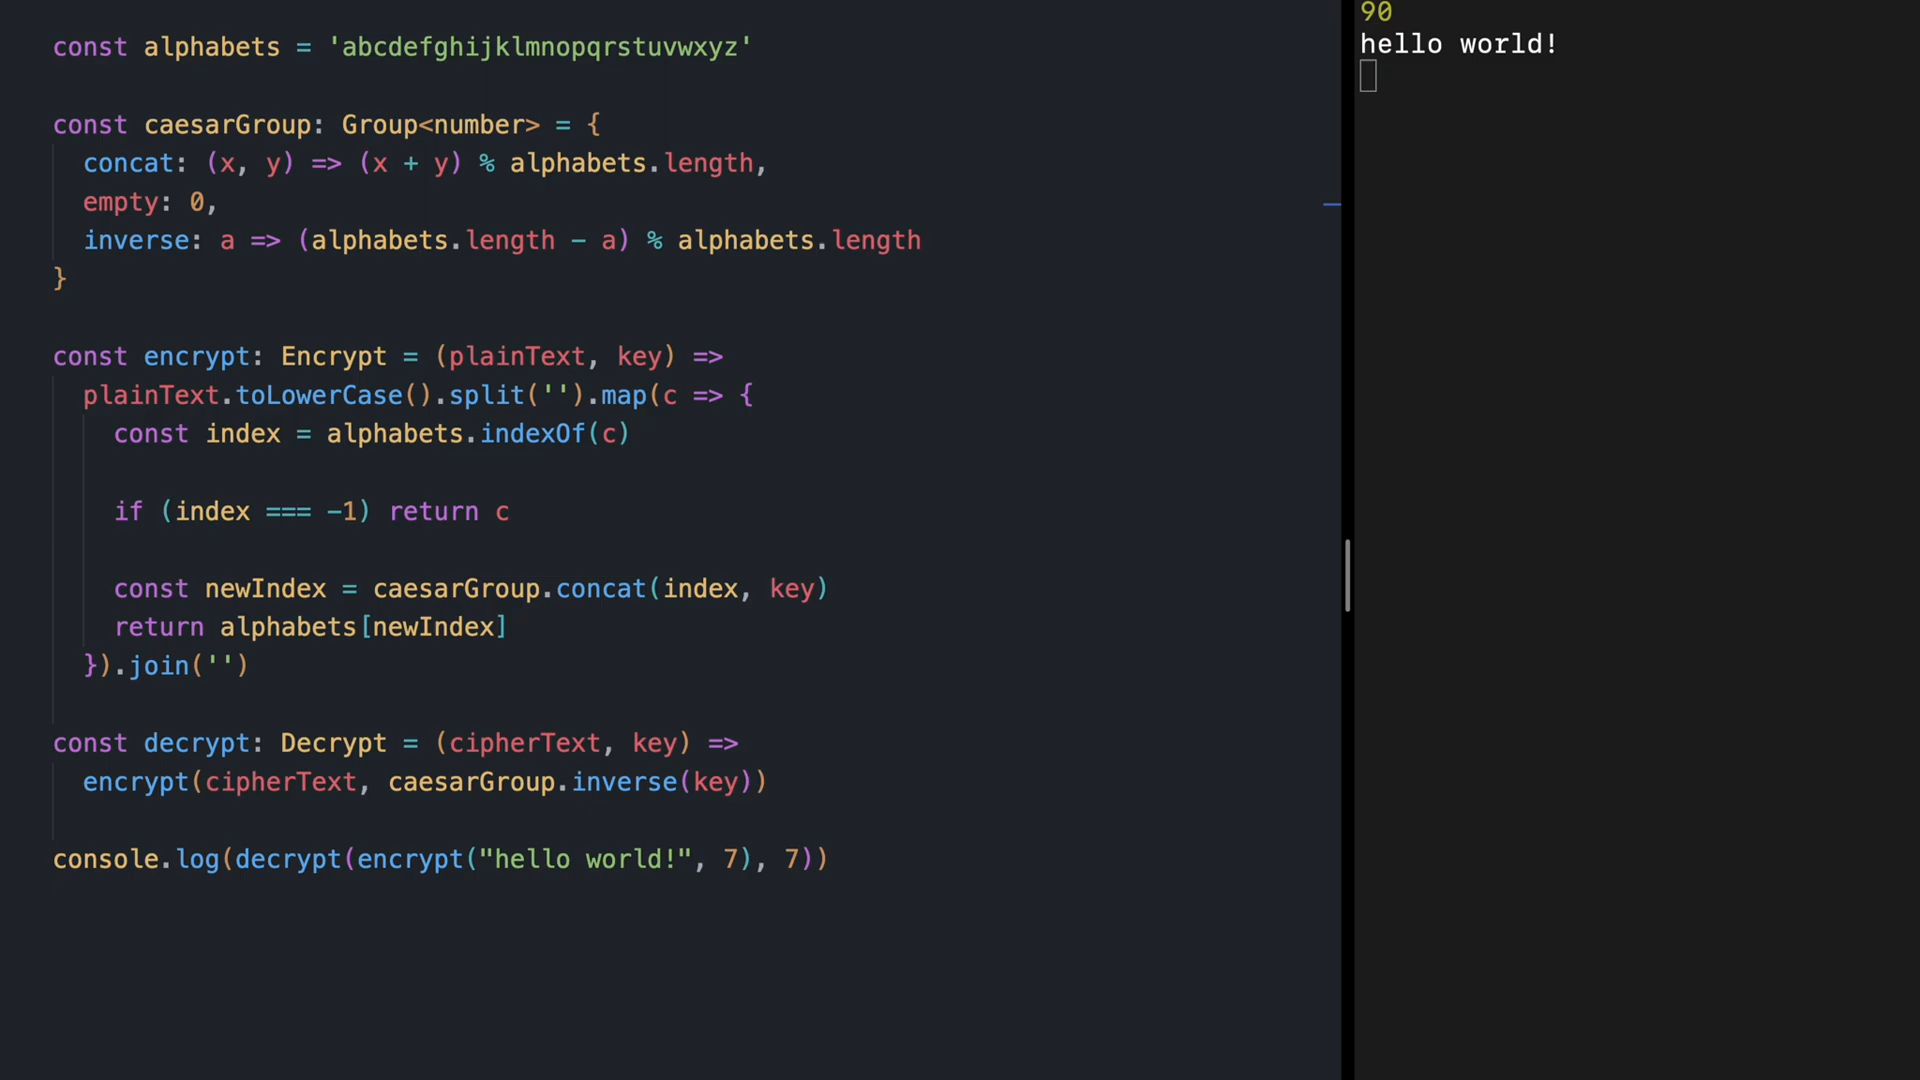 const alphabets = 'abcdefghijklmnopqrstuvwxyz'
const caesarGroup: Group<number> = {
concat: (x, y) => (x + y) % alphabets.length,
empty: 0,
inverse: a => (alphabets.length - a) % alphabets.length
}
const encrypt: Encrypt = (plainText, key) =>
plainText.toLowerCase().split('').map(c => {
const index = alphabets.indexOf(c)
if (index === -1) return c
const newIndex = caesarGroup.concat(index, key)
return alphabets[newIndex]
}).join('')
const decrypt: Decrypt = (cipherText, key) =>
encrypt(cipherText, caesarGroup.inverse(key))
console.log(decrypt(encrypt("hello world!", 7), 7))
90
hello world!